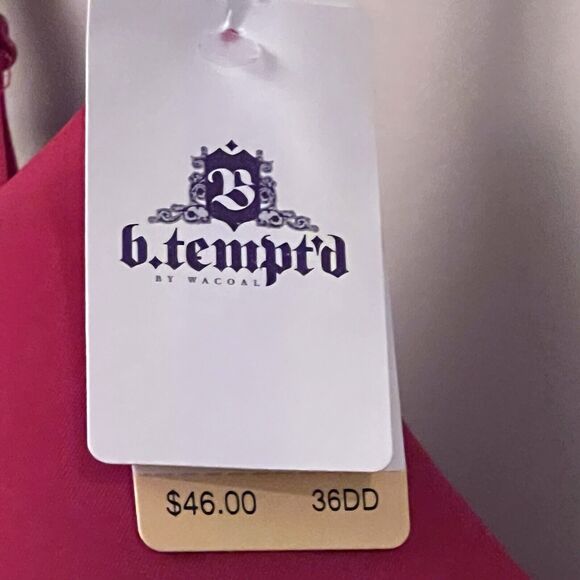 B
b.tempt'd
BY WACOAL
$46.00 36DD